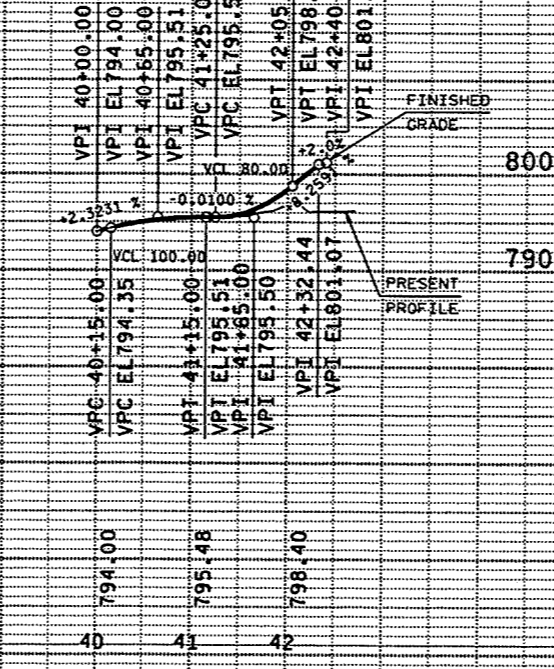 VPI 40+00.00
VPI EL794.00
VPI 40+65.00
VPI EL795.51
VPC 41+25.0
VPC EL795.5
VPT 42+05
VPT EL798.
VPI 42+40
VPI EL801
FINISHED
GRADE
800
+2.0%
VCL 80.00
+8.259
+2.3231 %
-0.0100 %
VCL 100.00
790
PRESENT
PROFILE
VPC 40+15.00
VPC EL794.35
VPT 41+15.00
VPT EL795.51
VPI 41+65.00
VPI EL795.50
VPI 42+32.44
VPI EL801.07
794.00
795.48
798.40
40
41
42